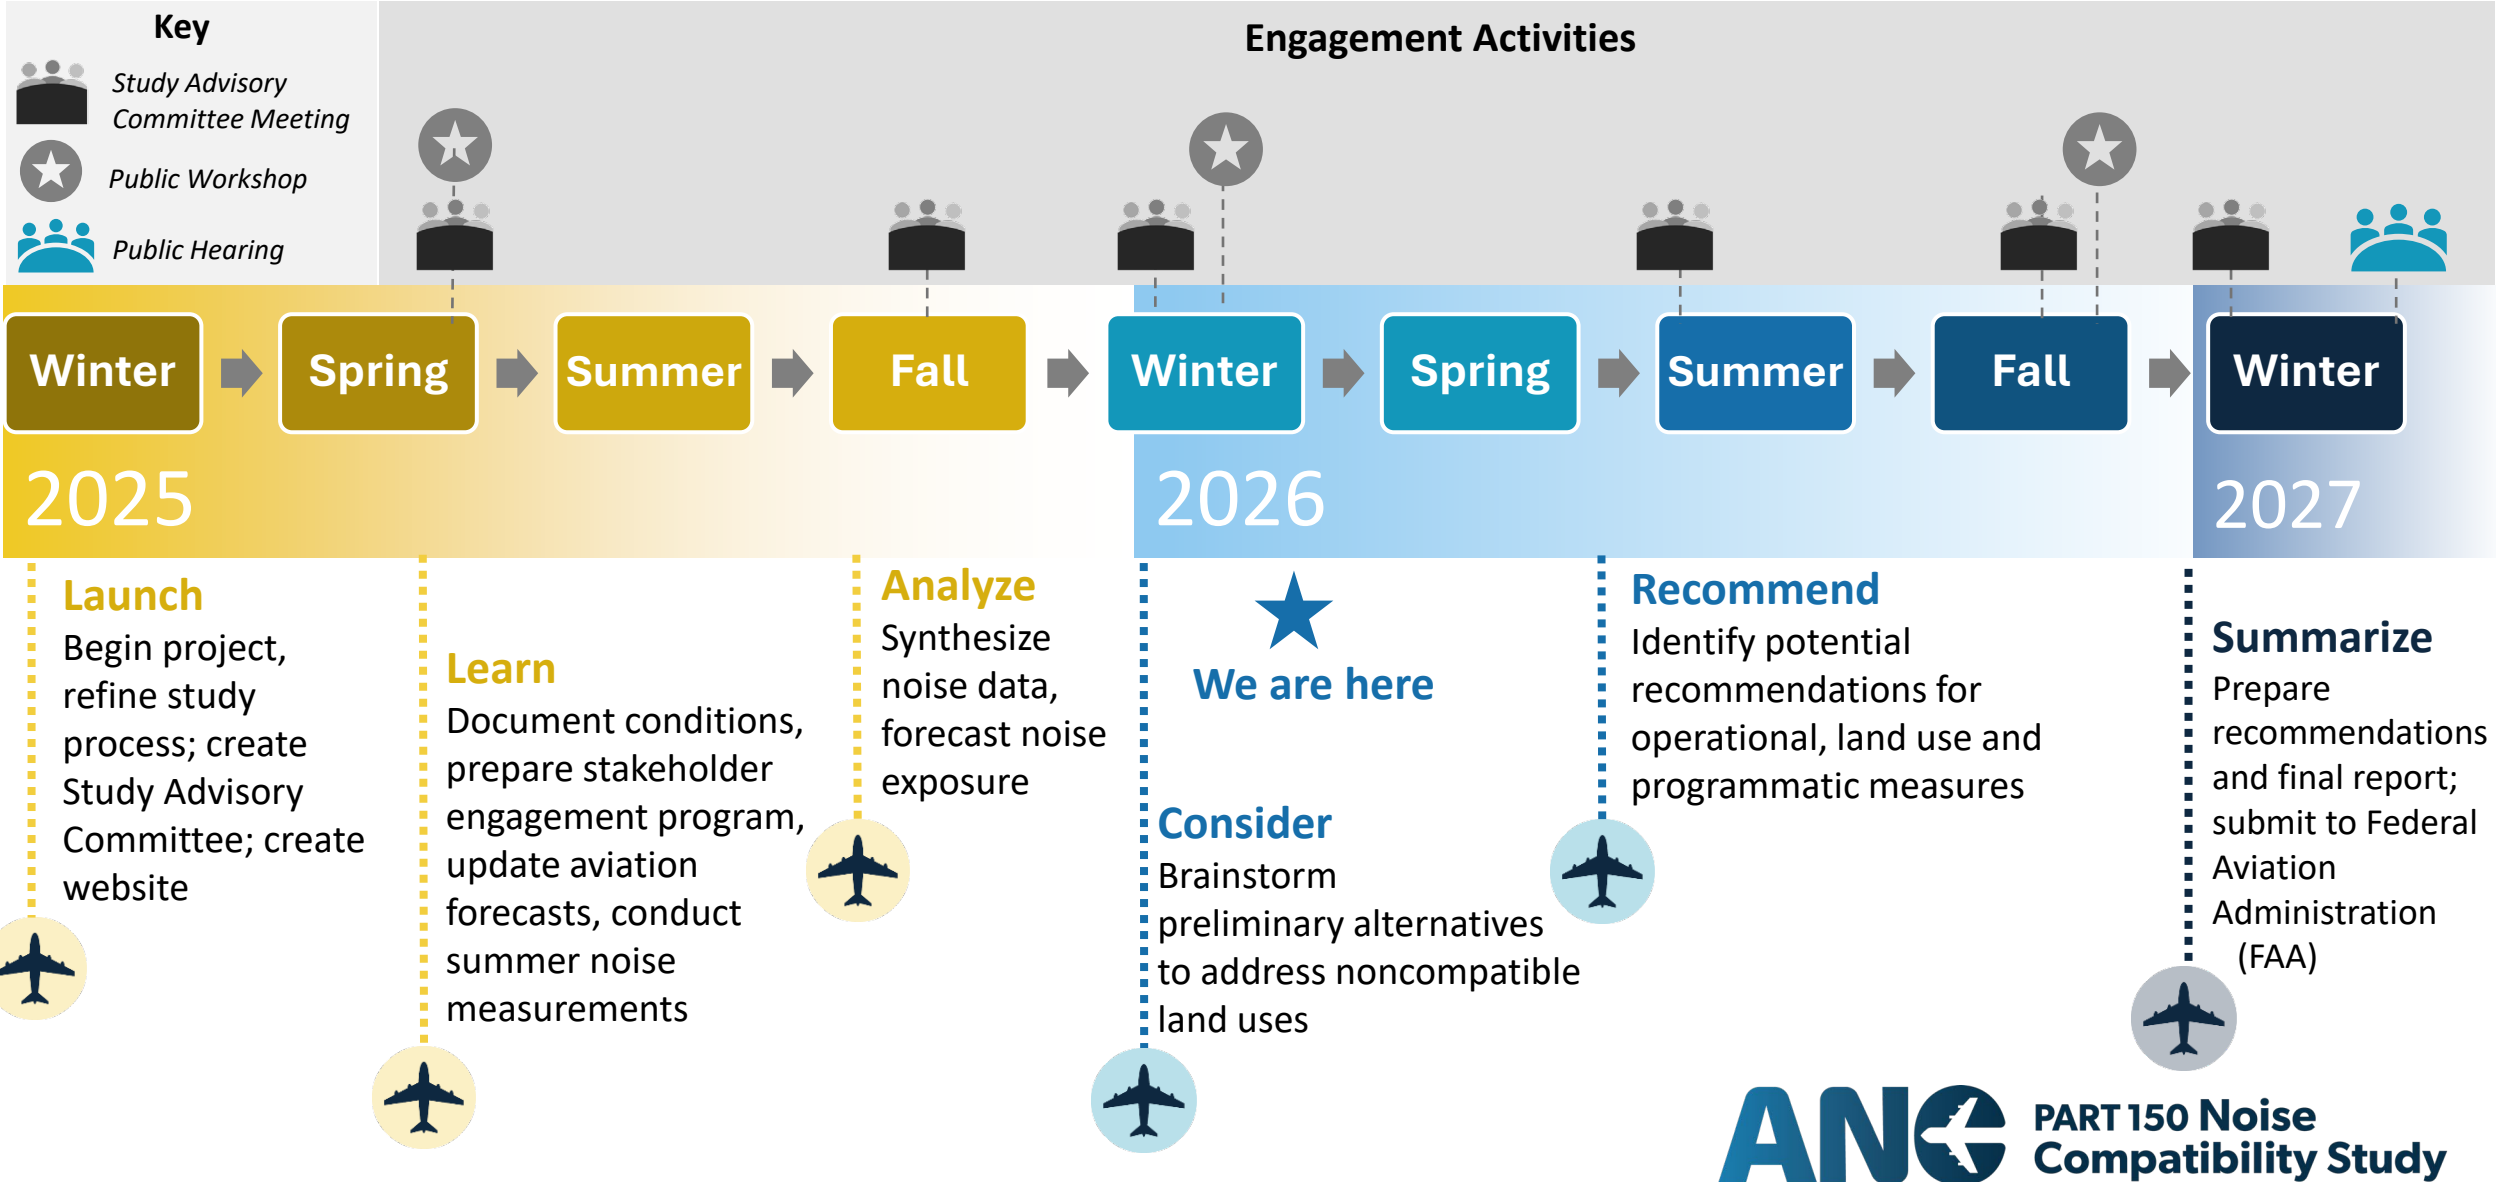 Key
Study Advisory
Committee Meeting
Public Workshop
Public Hearing
Engagement Activities
Winter
Spring
Summer
Fall
Winter
Spring
Summer
Fall
Winter
2025
2026
2027
Launch
Begin project,
refine study
process; create
Study Advisory
Committee; create
website
Learn
Document conditions,
prepare stakeholder
engagement program,
update aviation
forecasts, conduct
summer noise
measurements
Analyze
Synthesize
noise data,
forecast noise
exposure
We are here
Consider
Brainstorm
preliminary alternatives
to address noncompatible
land uses
Recommend
Identify potential
recommendations for
operational, land use and
programmatic measures
Summarize
Prepare
recommendations
and final report;
submit to Federal
Aviation
Administration
(FAA)
ANC
PART 150 Noise
Compatibility Study